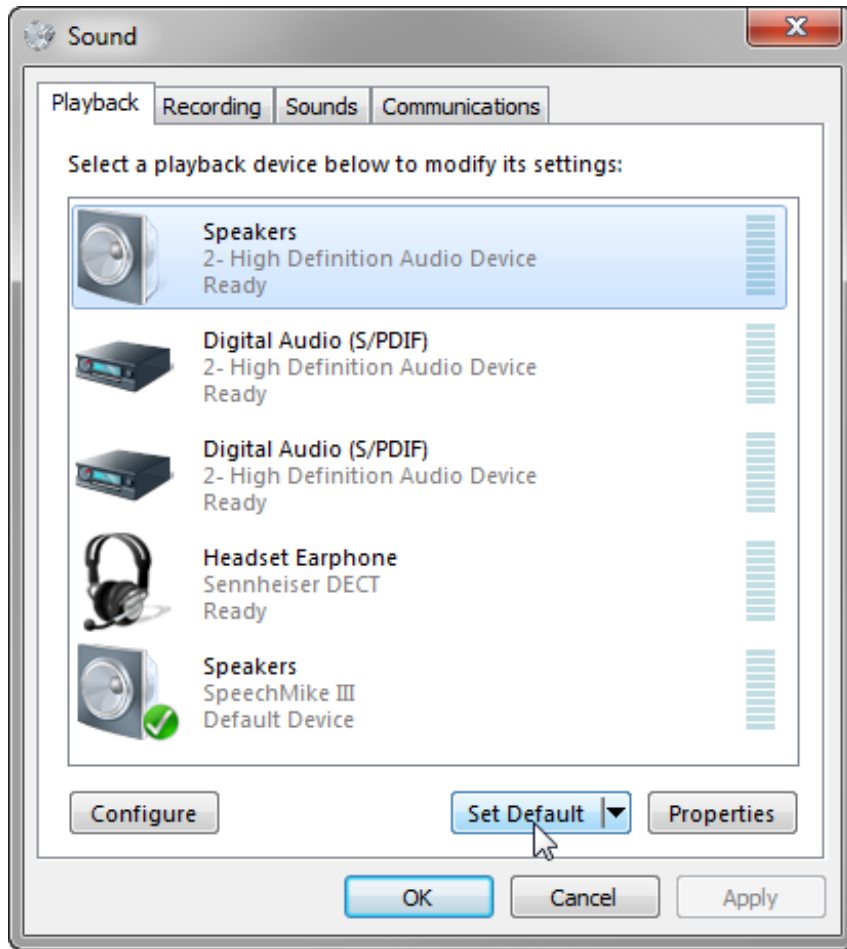 Sound
Playback Recording Sounds Communications
Select a playback device below to modify its settings:
Speakers
2- High Definition Audio Device
Ready
Digital Audio (S/PDIF)
2- High Definition Audio Device
Ready
Digital Audio (S/PDIF)
2- High Definition Audio Device
Ready
Headset Earphone
Sennheiser DECT
Ready
Speakers
SpeechMike III
Default Device
Configure Set Default Properties
OK Cancel Apply